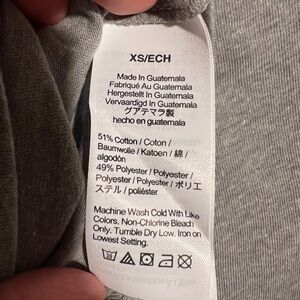 XS/ECH
Made In Guatemala
Fabriqué Au Guatemala
Hergestellt In Guatemala
Vervaardigd In Guatemala
グアテマラ製
hecho en guatemala
51% Cotton / Coton /
Baumwolle / Katoen / 綿 /
algodón
49% Polyester / Polyester /
Polyester / Polyester / ポリエ
ステル / poliéster
Machine Wash Cold With Like
Colors. Non-Chlorine Bleach
Only. Tumble Dry Low. Iron on
Lowest Setting.